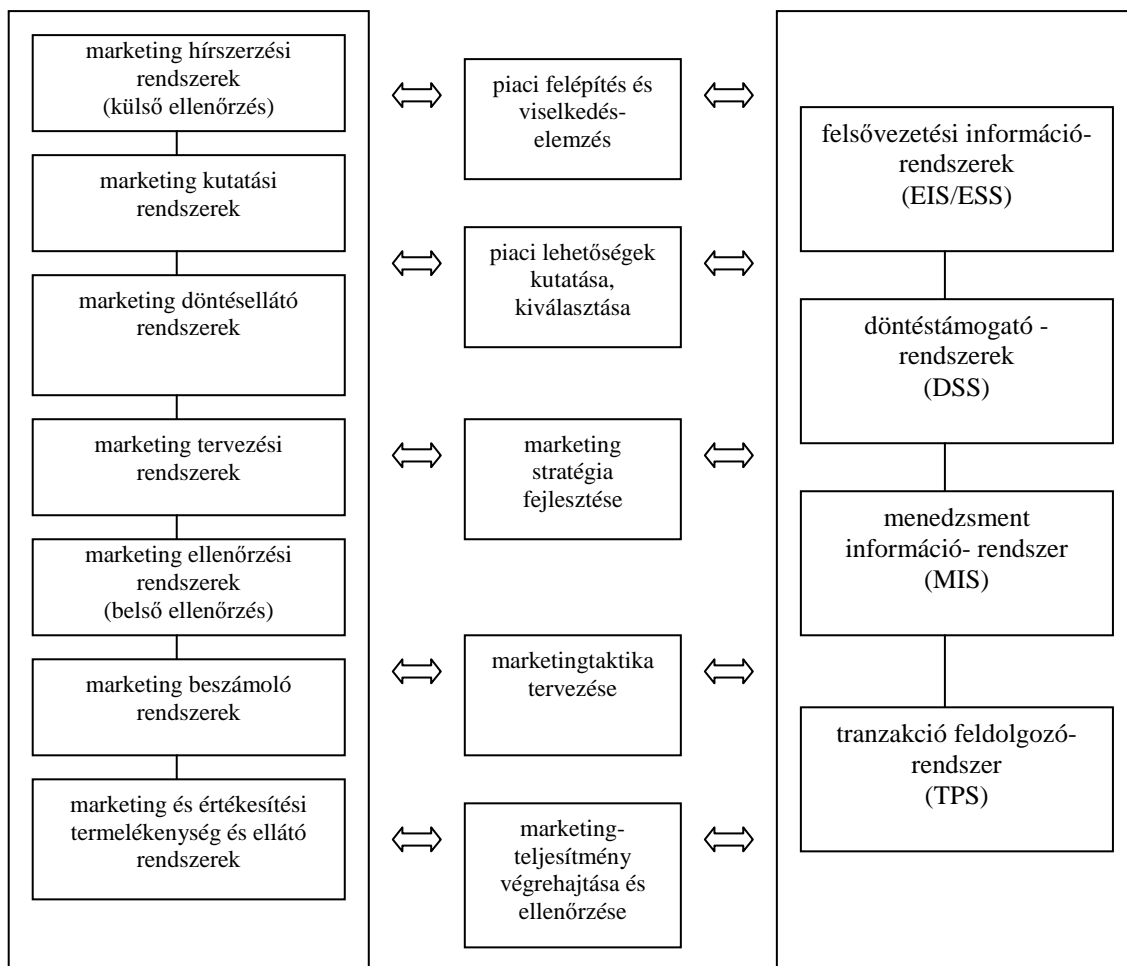 marketing hírszerzési
rendszerek
(külső ellenőrzés)
marketing kutatási
rendszerek
marketing döntésellátó
rendszerek
marketing tervezési
rendszerek
marketing ellenőrzési
rendszerek
(belső ellenőrzés)
marketing beszámoló
rendszerek
marketing és értékesítési
termelékenység és ellátó
rendszerek
piaci felépítés és
viselkedés-
elemzés
piaci lehetőségek
kutatása,
kiválasztása
marketing
stratégia
fejlesztése
marketingtaktika
tervezése
marketing-
teljesítmény
végrehajtása és
ellenőrzése
felsővezetési információ-
rendszerek
(EIS/ESS)
döntéstámogató -
rendszerek
(DSS)
menedzsment
információ- rendszer
(MIS)
tranzakció feldolgozó-
rendszer
(TPS)